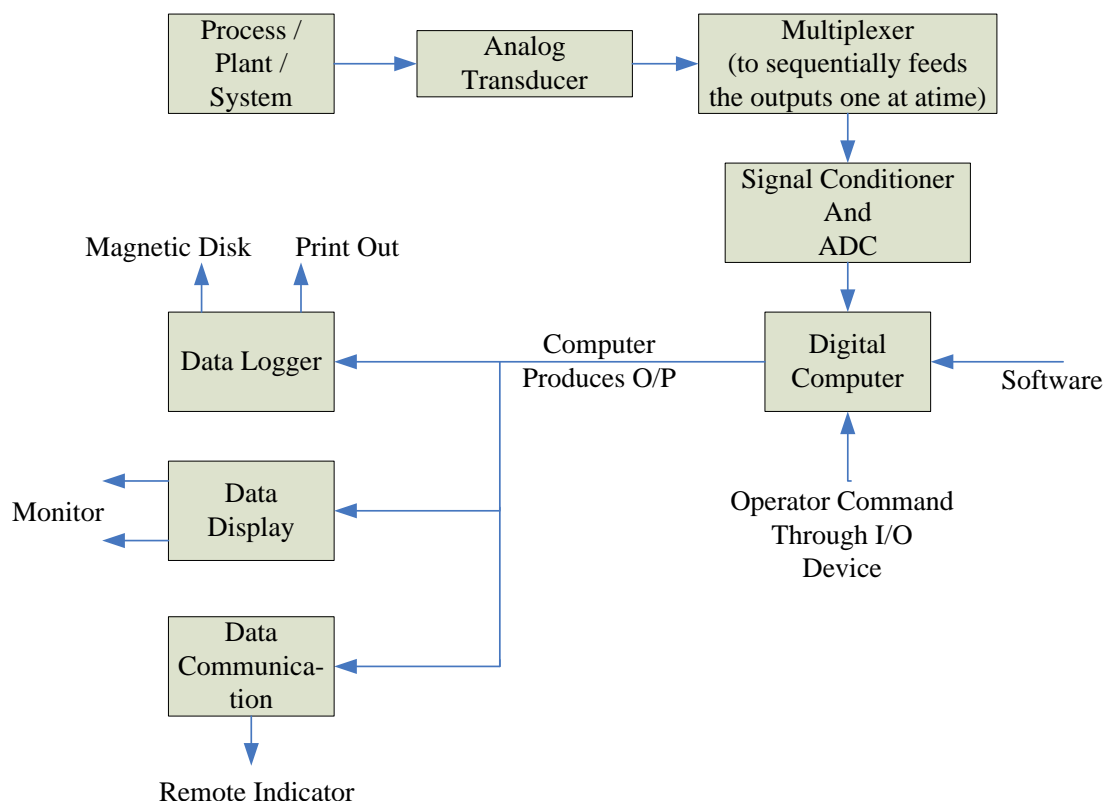 Process /
Plant /
System
Analog
Transducer
Multiplexer
(to sequentially feeds
the outputs one at atime)
Signal Conditioner
And
ADC
Magnetic Disk
Print Out
Data Logger
Computer
Produces O/P
Digital
Computer
Software
Monitor
Data
Display
Operator Command
Through I/O
Device
Data
Communica-
tion
Remote Indicator